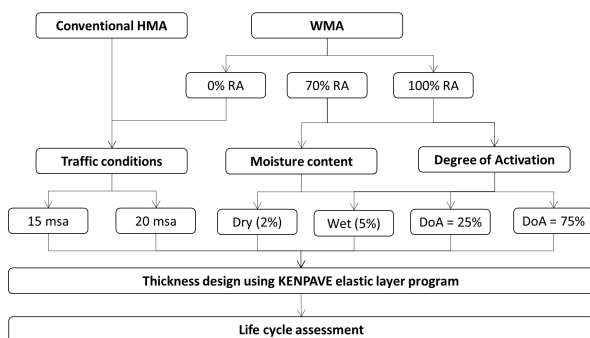 Conventional HMA
WMA
0% RA
70% RA
100% RA
Traffic conditions
Moisture content
Degree of Activation
15 msa
20 msa
Dry (2%)
Wet (5%)
DoA = 25%
DoA = 75%
Thickness design using KENPAVE elastic layer program
Life cycle assessment